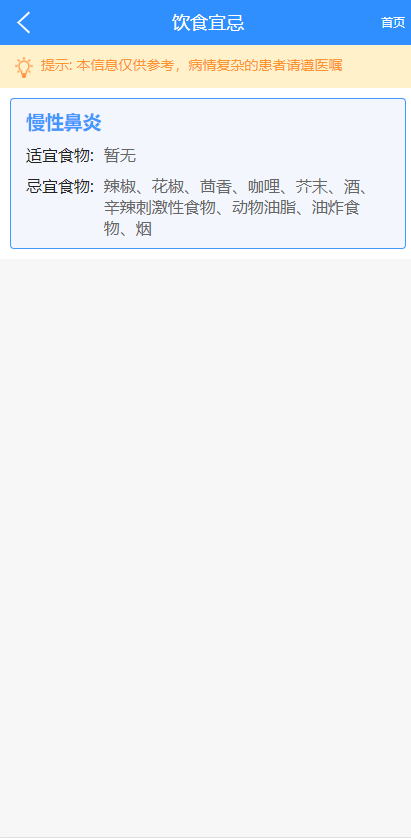 饮食宜忌
首页
提示: 本信息仅供参考，病情复杂的患者请遵医嘱
慢性鼻炎
适宜食物: 暂无
忌宜食物: 辣椒、花椒、茴香、咖哩、芥末、酒、
辛辣刺激性食物、动物油脂、油炸食
物、烟